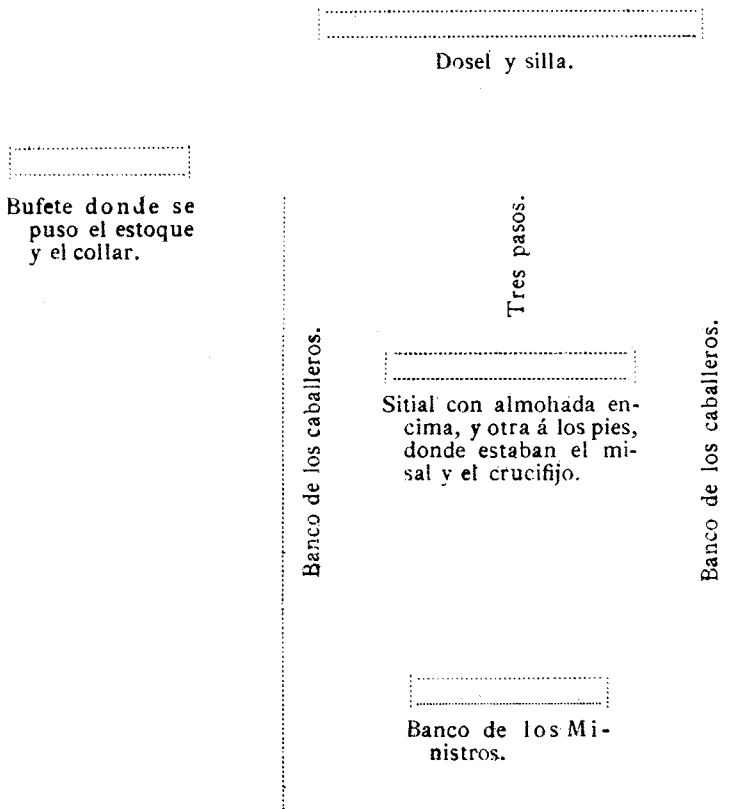 Dosel y silla.
Bufete donde se
puso el estoque
y el collar.
Tres pasos.
Banco de los caballeros.
Sitial con almohada en-
cima, y otra á los pies,
donde estaban el mi-
sal y el crucifijo.
Banco de los caballeros.
Banco de los Mi-
nistros.